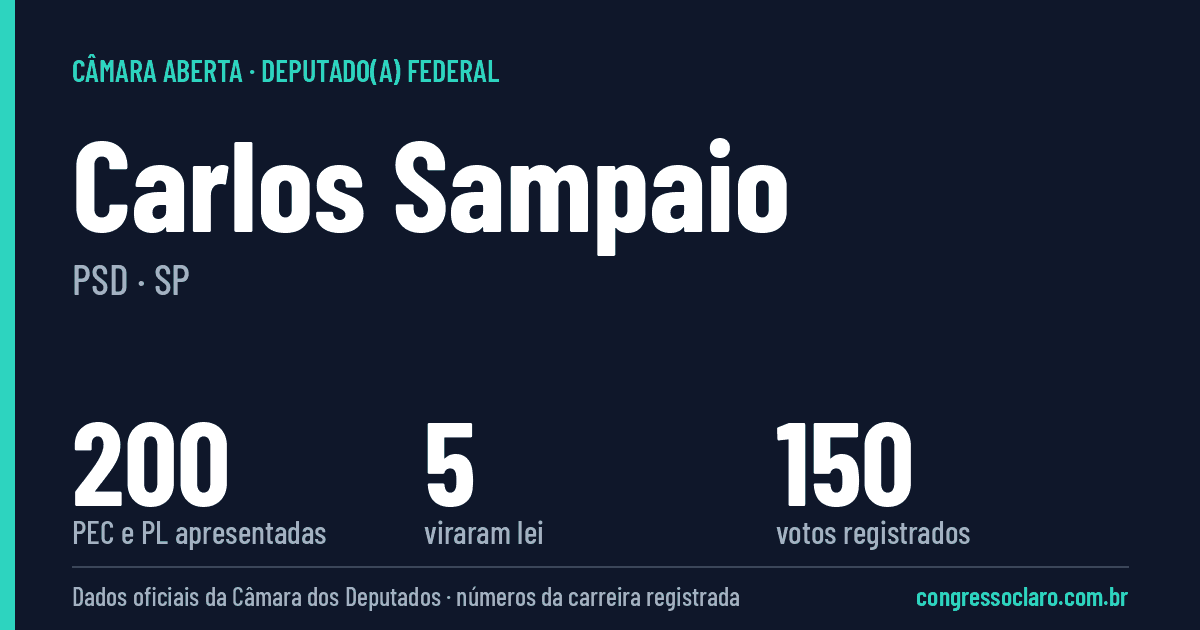 CÂMARA ABERTA · DEPUTADO(A) FEDERAL
Carlos Sampaio
PSD · SP
200 5 150
PEC e PL apresentadas viraram lei votos registrados
Dados oficiais da Câmara dos Deputados · números da carreira registrada congressoclaro.com.br